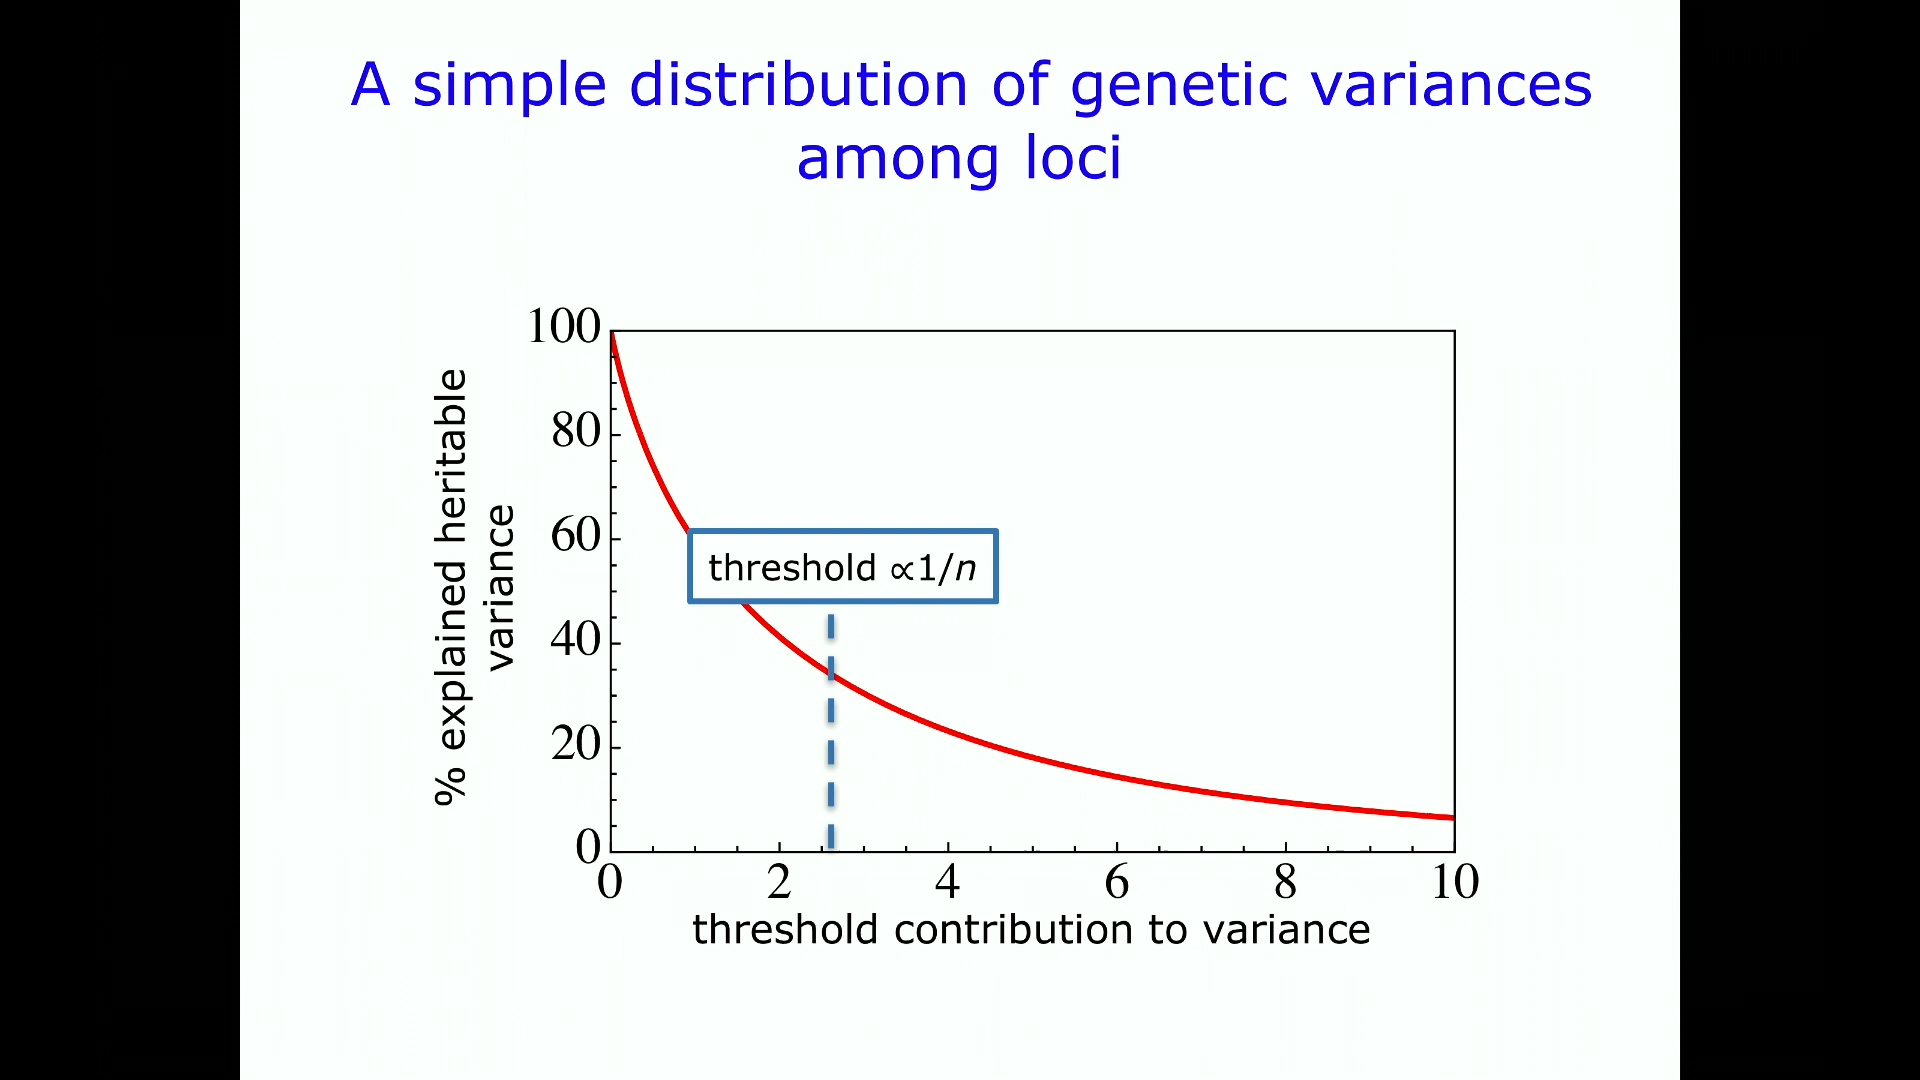 A simple distribution of genetic variances
among loci
100
80
60
40
20
0
% explained heritable
variance
threshold ∝1/n
0 2 4 6 8 10
threshold contribution to variance